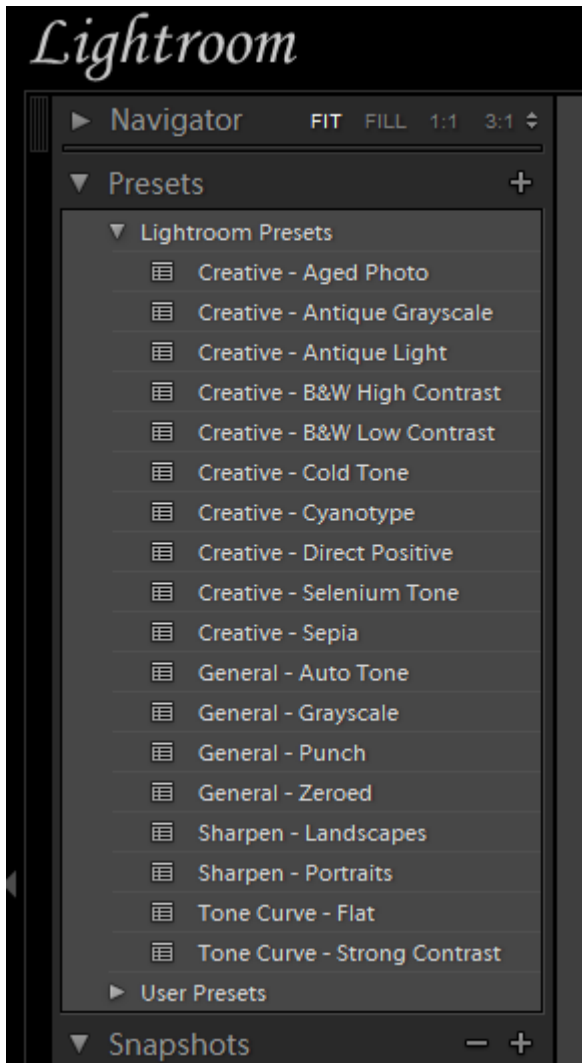 Lightroom
Navigator FIT FILL 1:1 3:1
Presets
Lightroom Presets
Creative - Aged Photo
Creative - Antique Grayscale
Creative - Antique Light
Creative - B&W High Contrast
Creative - B&W Low Contrast
Creative - Cold Tone
Creative - Cyanotype
Creative - Direct Positive
Creative - Selenium Tone
Creative - Sepia
General - Auto Tone
General - Grayscale
General - Punch
General - Zeroed
Sharpen - Landscapes
Sharpen - Portraits
Tone Curve - Flat
Tone Curve - Strong Contrast
User Presets
Snapshots